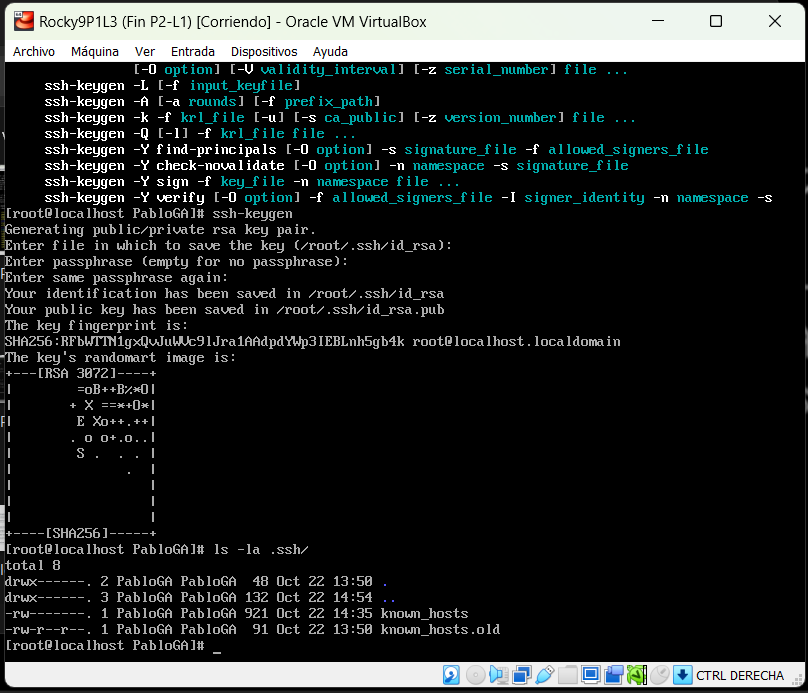 Rocky9P1L3 (Fin P2-L1) [Corriendo] - Oracle VM VirtualBox
Archivo Máquina Ver Entrada Dispositivos Ayuda
[-O option] [-V validity_interval] [-z serial_number] file ...
ssh-keygen -L [-f input_keyfile]
ssh-keygen -A [-a rounds] [-f prefix_path]
ssh-keygen -k -f krl_file [-u] [-s ca_public] [-z version_number] file ...
ssh-keygen -Q [-l] -f krl_file file ...
ssh-keygen -Y find-principals [-O option] -s signature_file -f allowed_signers_file
ssh-keygen -Y check-novalidate [-O option] -n namespace -s signature_file
ssh-keygen -Y sign -f key_file -n namespace file ...
ssh-keygen -Y verify [-O option] -f allowed_signers_file -I signer_identity -n namespace -s
[root@localhost PabloGA]# ssh-keygen
Generating public/private rsa key pair.
Enter file in which to save the key (/root/.ssh/id_rsa):
Enter passphrase (empty for no passphrase):
Enter same passphrase again:
Your identification has been saved in /root/.ssh/id_rsa
Your public key has been saved in /root/.ssh/id_rsa.pub
The key fingerprint is:
SHA256:RFbWTTM1gxQvJuWVc9lJra1AAdpdYWp3IEBLnh5gb4k root@localhost.localdomain
The key's randomart image is:
+---[RSA 3072]----+
|        =oB++B%*O|
|       + X ==*+O*|
|        E Xo++.++|
|       . o o+.o..|
|        S .  . . |
|              .  |
|                 |
|                 |
|                 |
+----[SHA256]-----+
[root@localhost PabloGA]# ls -la .ssh/
total 8
drwx------. 2 PabloGA PabloGA  48 Oct 22 13:50 .
drwx------. 3 PabloGA PabloGA 132 Oct 22 14:54 ..
-rw-------. 1 PabloGA PabloGA 921 Oct 22 14:35 known_hosts
-rw-r--r--. 1 PabloGA PabloGA  91 Oct 22 13:50 known_hosts.old
[root@localhost PabloGA]# _
CTRL DERECHA